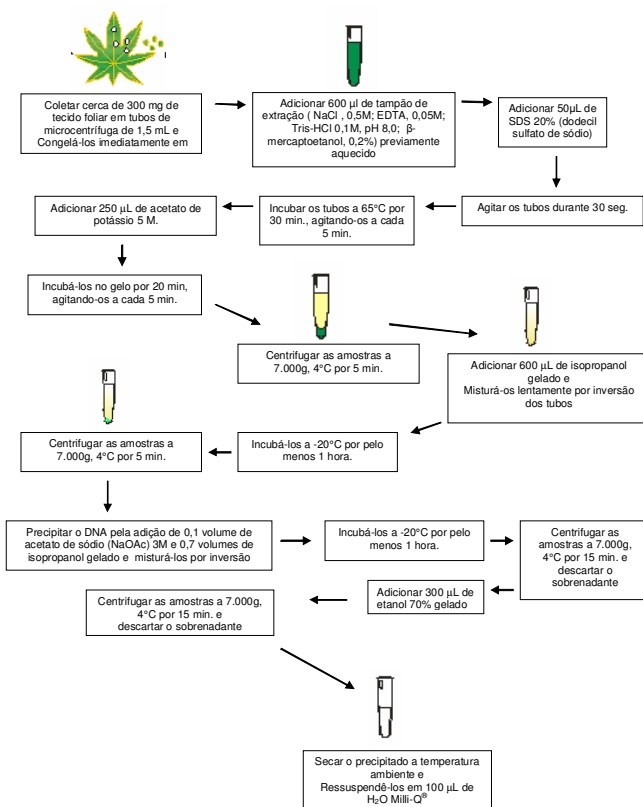 Coletar cerca de 300 mg de
tecido foliar em tubos de
microcentrífuga de 1,5 mL e
Congelá-los imediatamente em
Adicionar 600 µl de tampão de
extração ( NaCl , 0,5M; EDTA, 0,05M;
Tris-HCl 0,1M, pH 8,0; β-
mercaptoetanol, 0,2%) previamente
aquecido
Adicionar 50µL de
SDS 20% (dodecil
sulfato de sódio)
Agitar os tubos durante 30 seg.
Incubar os tubos a 65°C por
30 min., agitando-os a cada
5 min.
Adicionar 250 µL de acetato de
potássio 5 M.
Incubá-los no gelo por 20 min,
agitando-os a cada 5 min.
Centrifugar as amostras a
7.000g, 4°C por 5 min.
Adicionar 600 µL de isopropanol
gelado e
Misturá-os lentamente por inversão
dos tubos
Incubá-los a -20°C por pelo
menos 1 hora.
Centrifugar as amostras a
7.000g, 4°C por 5 min.
Precipitar o DNA pela adição de 0,1 volume de
acetato de sódio (NaOAc) 3M e 0,7 volumes de
isopropanol gelado e misturá-los por inversão
Incubá-los a -20°C por pelo
menos 1 hora.
Centrifugar as
amostras a 7.000g,
4°C por 15 min. e
descartar o
sobrenadante
Adicionar 300 µL de
etanol 70% gelado
Centrifugar as amostras a 7.000g,
4°C por 15 min. e
descartar o sobrenadante
Secar o precipitado a temperatura
ambiente e
Ressuspendê-los em 100 µL de
H₂O Milli-Q®